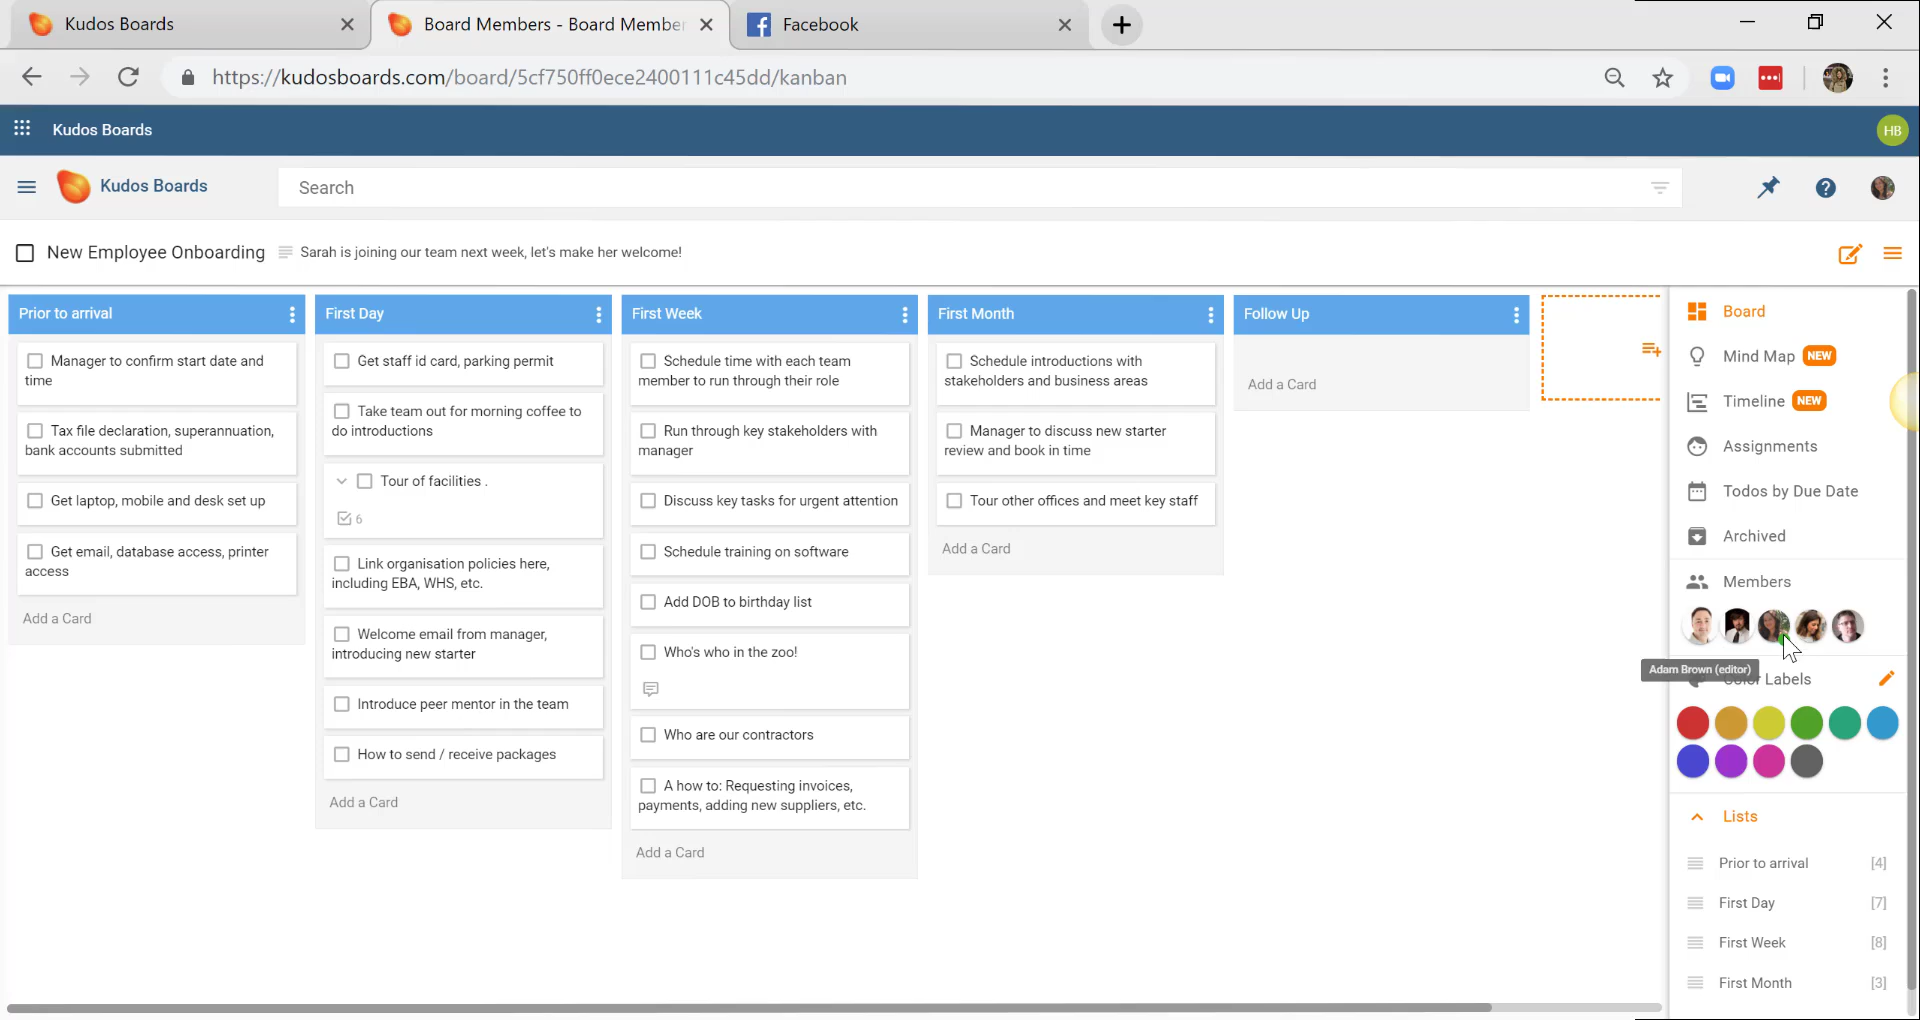 Kudos Boards
Board Members - Board Member
Facebook
https://kudosboards.com/board/5cf750ff0ece2400111c45dd/kanban
Kudos Boards
HB
Kudos Boards
Search
New Employee Onboarding
Sarah is joining our team next week, let's make her welcome!
Prior to arrival
Manager to confirm start date and
time
Tax file declaration, superannuation,
bank accounts submitted
Get laptop, mobile and desk set up
Get email, database access, printer
access
Add a Card
First Day
Get staff id card, parking permit
Take team out for morning coffee to
do introductions
Tour of facilities .
6
Link organisation policies here,
including EBA, WHS, etc.
Welcome email from manager,
introducing new starter
Introduce peer mentor in the team
How to send / receive packages
Add a Card
First Week
Schedule time with each team
member to run through their role
Run through key stakeholders with
manager
Discuss key tasks for urgent attention
Schedule training on software
Add DOB to birthday list
Who's who in the zoo!
Who are our contractors
A how to: Requesting invoices,
payments, adding new suppliers, etc.
Add a Card
First Month
Schedule introductions with
stakeholders and business areas
Manager to discuss new starter
review and book in time
Tour other offices and meet key staff
Add a Card
Follow Up
Add a Card
Board
Mind Map NEW
Timeline NEW
Assignments
Todos by Due Date
Archived
Members
Adam Brown (editor)
Color Labels
Lists
Prior to arrival [4]
First Day [7]
First Week [8]
First Month [3]